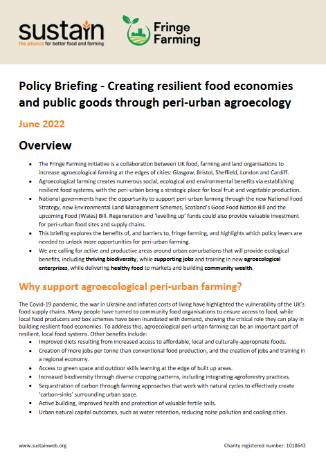 sustain
the alliance for better food and farming
Fringe
Farming
Policy Briefing - Creating resilient food economies
and public goods through peri-urban agroecology
June 2022
Overview
• The Fringe Farming initiative is a collaboration between UK food, farming and land organisations to
increase agroecological farming at the edges of cities: Glasgow, Bristol, Sheffield, London and Cardiff.
• Agroecological farming creates numerous social, ecological and environmental benefits via establishing
resilient food systems, with the peri-urban being a strategic place for local fruit and vegetable production.
• National governments have the opportunity to support peri-urban farming through the new National Food
Strategy, new Environmental Land Management Schemes, Scotland's Good Food Nation Bill and the
upcoming Food (Wales) Bill. Regeneration and 'levelling up' funds could also provide valuable investment
for peri-urban food sites and supply chains.
• This briefing explores the benefits of, and barriers to, fringe farming, and highlights which policy levers are
needed to unlock more opportunities for peri-urban farming.
• We are calling for active and productive areas around urban conurbations that will provide ecological
benefits, including thriving biodiversity, while supporting jobs and training in new agroecological
enterprises, while delivering healthy food to markets and building community wealth.
Why support agroecological peri-urban farming?
The Covid-19 pandemic, the war in Ukraine and inflated costs of living have highlighted the vulnerability of the UK's
food supply chains. Many people have turned to community food organisations to ensure access to food, while
local food producers and box schemes have been inundated with demand, showing the critical role they can play in
building resilient food economies. To address this, agroecological peri-urban farming can be an important part of
resilient, local food systems. Other benefits include:
• Improved diets resulting from increased access to affordable, local and culturally-appropriate foods.
• Creation of more jobs per tonne than conventional food production, and the creation of jobs and training in
a regional economy.
• Access to green space and outdoor skills learning at the edge of built up areas.
• Increased biodiversity through diverse cropping patterns, including integrating agroforestry practices.
• Sequestration of carbon through farming approaches that work with natural cycles to effectively create
'carbon-sinks' surrounding urban space.
• Active building, improved health and protection of valuable fertile soils.
• Urban natural capital outcomes, such as water retention, reducing noise pollution and cooling cities.
www.sustainweb.org
Charity registered number: 1018643